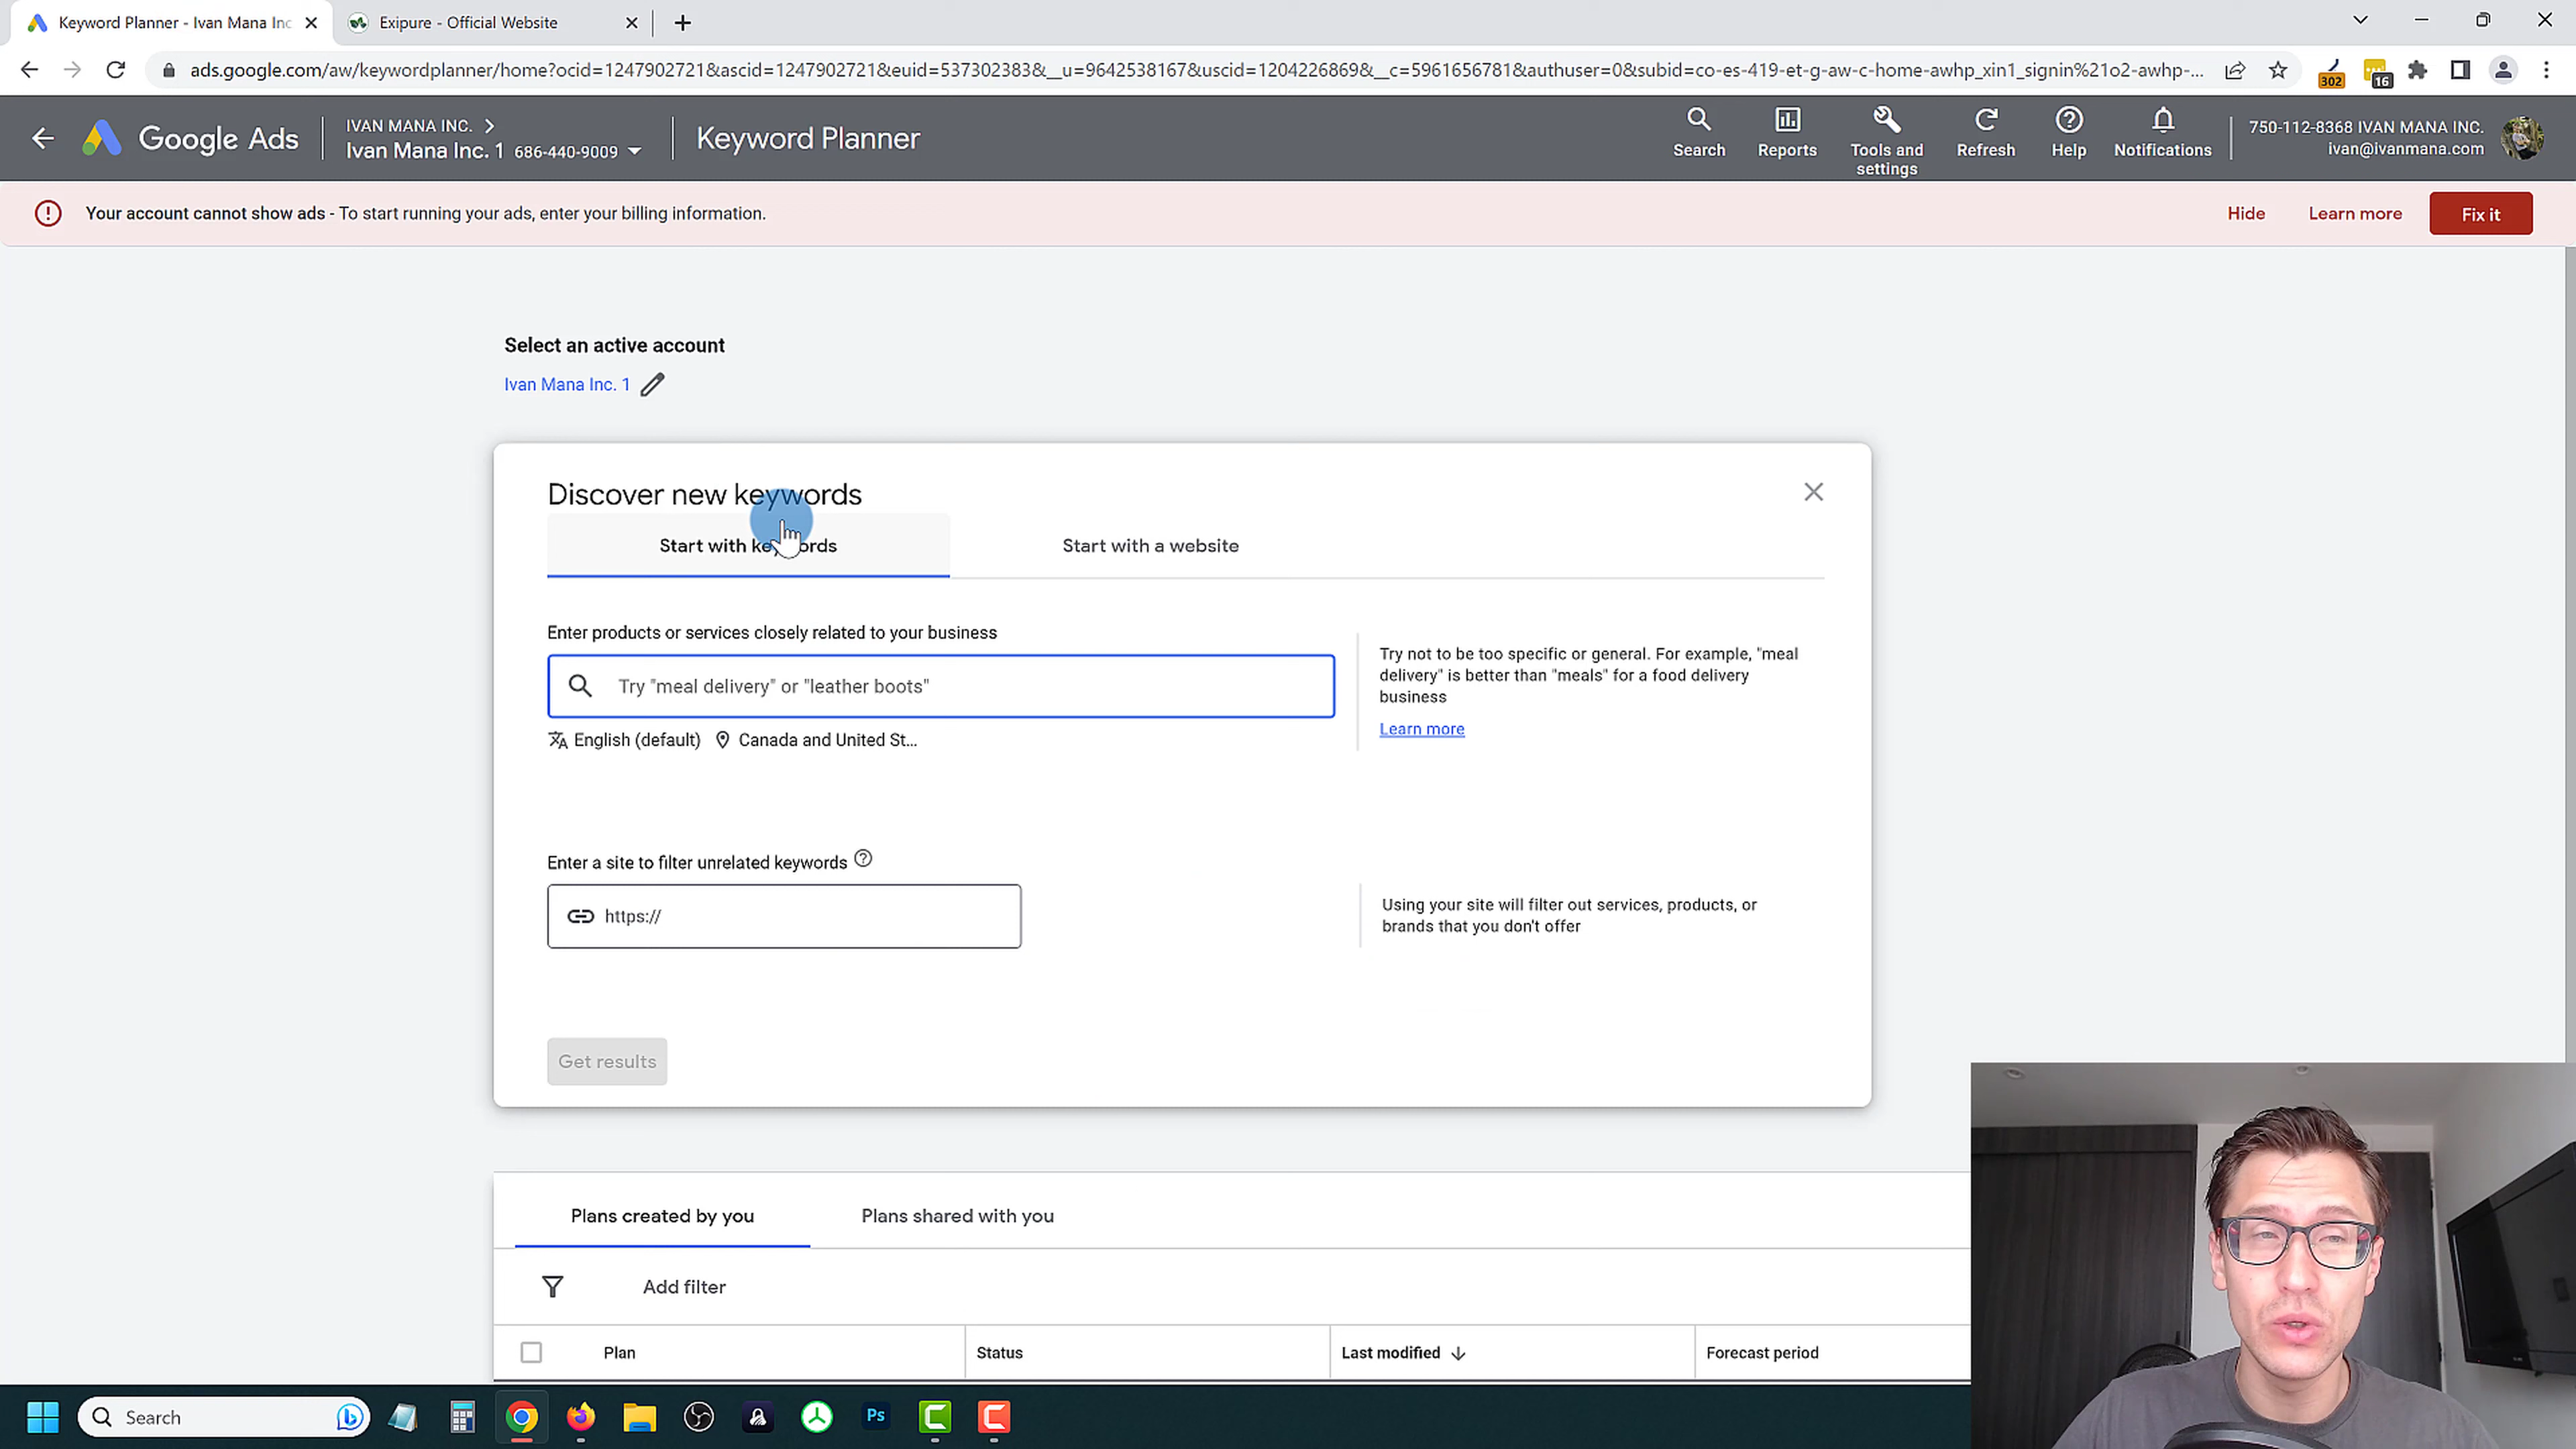 Keyword Planner - Ivan Mana Inc
Exipure - Official Website
ads.google.com/aw/keywordplanner/home?ocid=1247902721&ascid=1247902721&euid=537302383&__u=9642538167&uscid=1204226869&__c=5961656781&authuser=0&subid=co-es-419-et-g-aw-c-home-awhp_xin1_signin%21o2-awhp-...
302
16
Google Ads
IVAN MANA INC.
Ivan Mana Inc. 1 686-440-9009
Keyword Planner
Search
Reports
Tools and settings
Refresh
Help
Notifications
750-112-8368 IVAN MANA INC.
ivan@ivanmana.com
Your account cannot show ads - To start running your ads, enter your billing information.
Hide
Learn more
Fix it
Select an active account
Ivan Mana Inc. 1
Discover new keywords
Start with keywords
Start with a website
Enter products or services closely related to your business
Try "meal delivery" or "leather boots"
English (default)
Canada and United St...
Try not to be too specific or general. For example, "meal
delivery" is better than "meals" for a food delivery
business
Learn more
Enter a site to filter unrelated keywords
https://
Using your site will filter out services, products, or
brands that you don't offer
Get results
Plans created by you
Plans shared with you
Add filter
Plan
Status
Last modified
Forecast period
Search
Ps